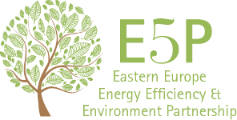 E5P
Eastern Europe
Energy Efficiency &
Environment Partnership